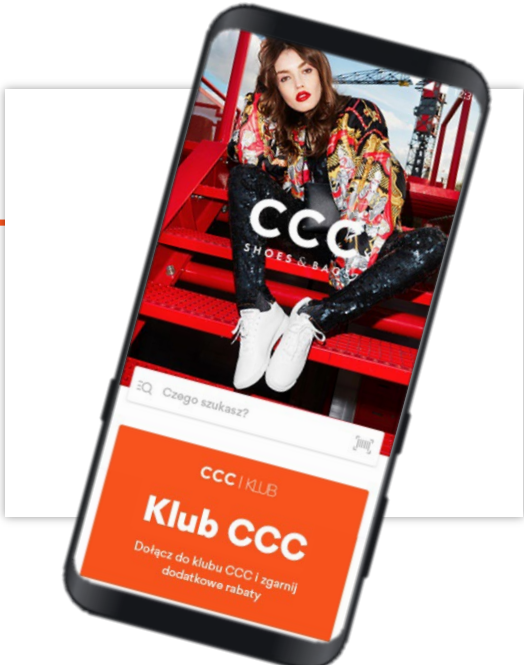 CCC
SHOES & BAGS
Czego szukasz?
CCC | KLUB
Klub CCC
Dołącz do klubu CCC i zgarnij
dodatkowe rabaty